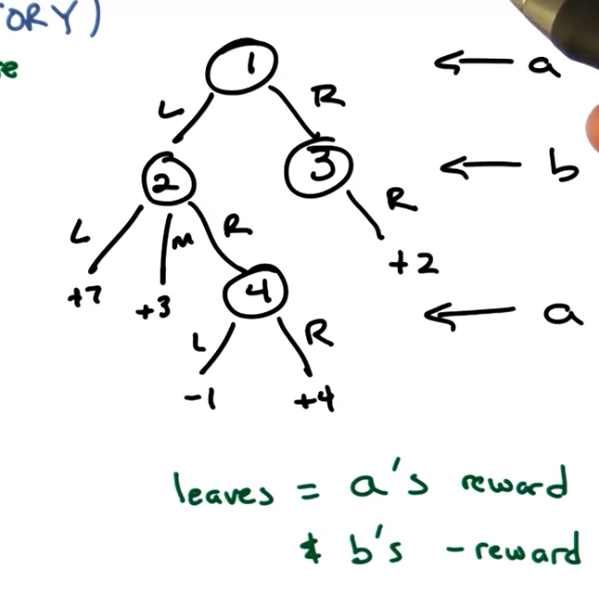 ORY)
e
1 ← a
L R
2 3 ← b
L M R R
+7 +3 4 +2
← a
L R
-1 +4
leaves = a's reward
& b's -reward